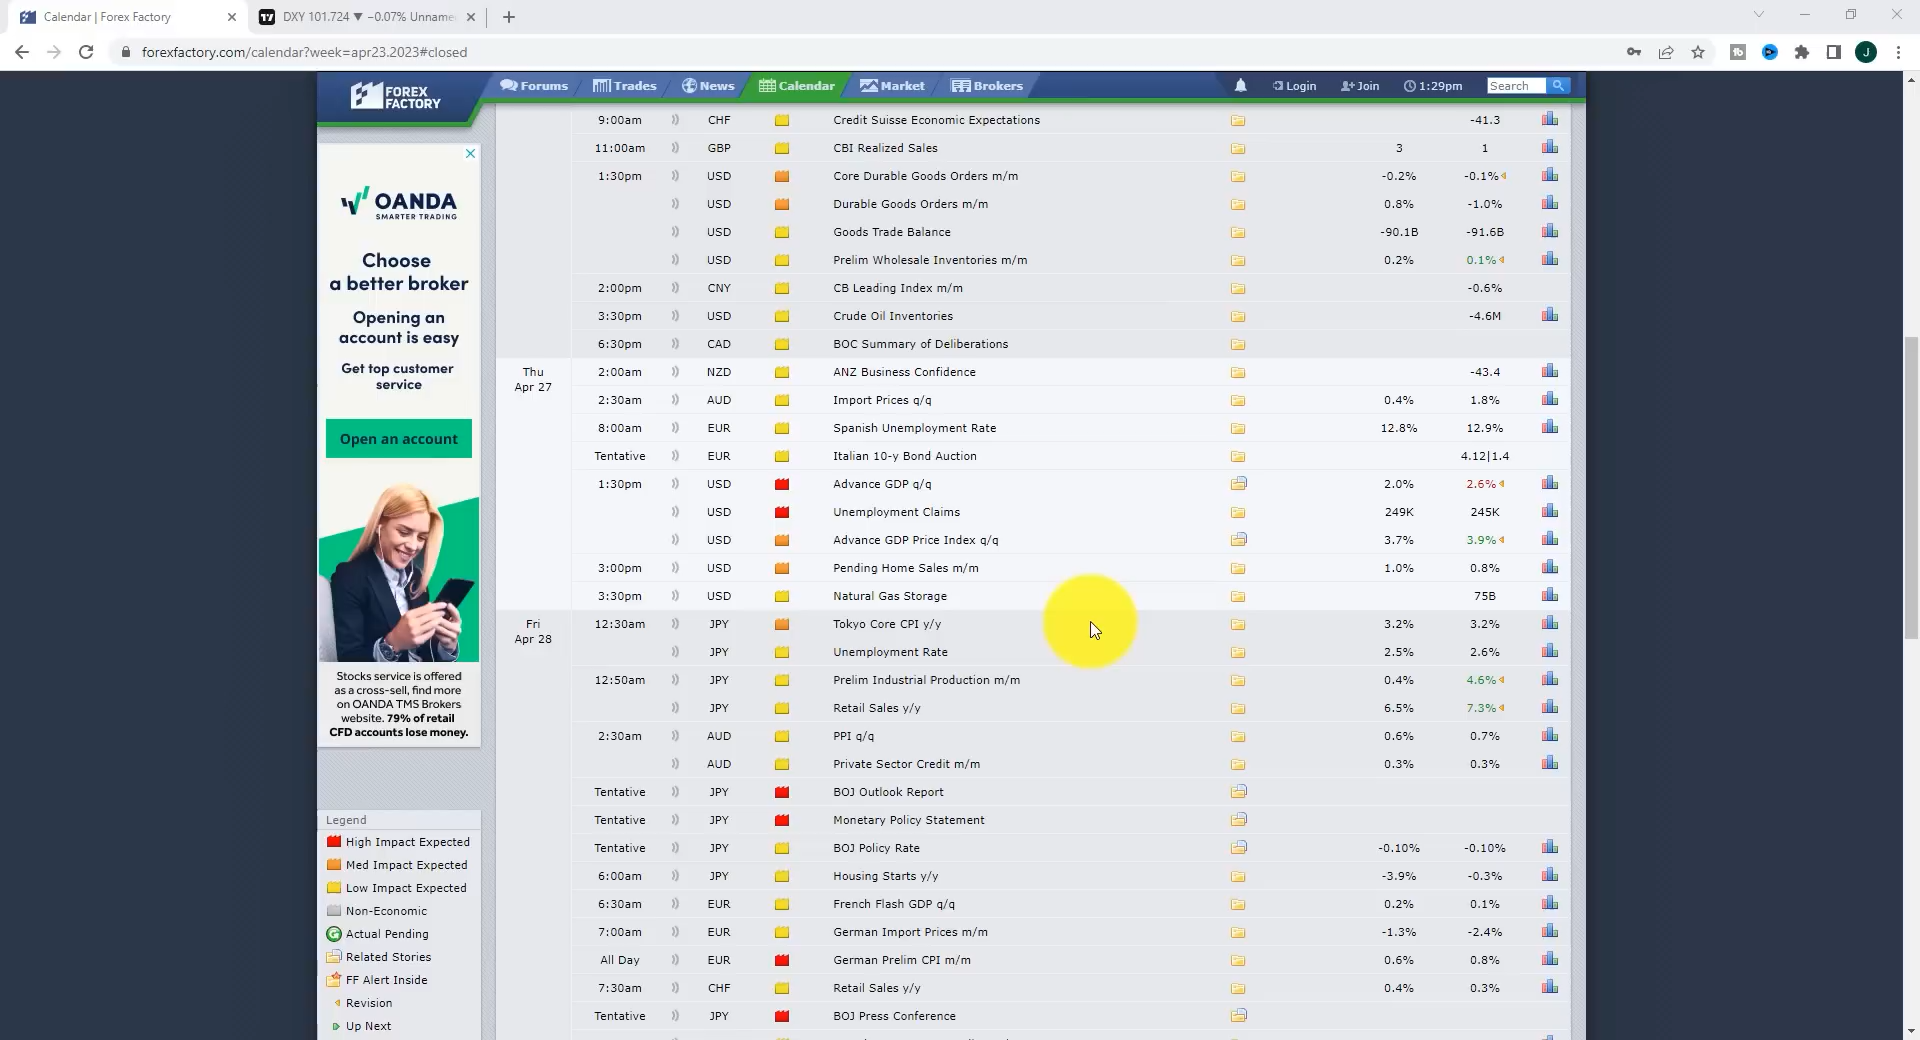 Calendar | Forex Factory
DXY 101.724 ▼ −0.07% Unname
forexfactory.com/calendar?week=apr23.2023#closed
J
FOREX FACTORY
Forums Trades News Calendar Market Brokers Login Join 1:29pm Search
9:00am CHF Credit Suisse Economic Expectations -41.3
11:00am GBP CBI Realized Sales 3 1
1:30pm USD Core Durable Goods Orders m/m -0.2% -0.1%
USD Durable Goods Orders m/m 0.8% -1.0%
USD Goods Trade Balance -90.1B -91.6B
USD Prelim Wholesale Inventories m/m 0.2% 0.1%
2:00pm CNY CB Leading Index m/m -0.6%
3:30pm USD Crude Oil Inventories -4.6M
6:30pm CAD BOC Summary of Deliberations
Thu Apr 27 2:00am NZD ANZ Business Confidence -43.4
2:30am AUD Import Prices q/q 0.4% 1.8%
8:00am EUR Spanish Unemployment Rate 12.8% 12.9%
Tentative EUR Italian 10-y Bond Auction 4.12|1.4
1:30pm USD Advance GDP q/q 2.0% 2.6%
USD Unemployment Claims 249K 245K
USD Advance GDP Price Index q/q 3.7% 3.9%
3:00pm USD Pending Home Sales m/m 1.0% 0.8%
3:30pm USD Natural Gas Storage 75B
Fri Apr 28 12:30am JPY Tokyo Core CPI y/y 3.2% 3.2%
JPY Unemployment Rate 2.5% 2.6%
12:50am JPY Prelim Industrial Production m/m 0.4% 4.6%
JPY Retail Sales y/y 6.5% 7.3%
2:30am AUD PPI q/q 0.6% 0.7%
AUD Private Sector Credit m/m 0.3% 0.3%
Tentative JPY BOJ Outlook Report
Tentative JPY Monetary Policy Statement
Tentative JPY BOJ Policy Rate -0.10% -0.10%
6:00am JPY Housing Starts y/y -3.9% -0.3%
6:30am EUR French Flash GDP q/q 0.2% 0.1%
7:00am EUR German Import Prices m/m -1.3% -2.4%
All Day EUR German Prelim CPI m/m 0.6% 0.8%
7:30am CHF Retail Sales y/y 0.4% 0.3%
Tentative JPY BOJ Press Conference
OANDA
SMARTER TRADING
Choose
a better broker
Opening an
account is easy
Get top customer
service
Open an account
Stocks service is offered
as a cross-sell, find more
on OANDA TMS Brokers
website. 79% of retail
CFD accounts lose money.
Legend
High Impact Expected
Med Impact Expected
Low Impact Expected
Non-Economic
Actual Pending
Related Stories
FF Alert Inside
Revision
Up Next